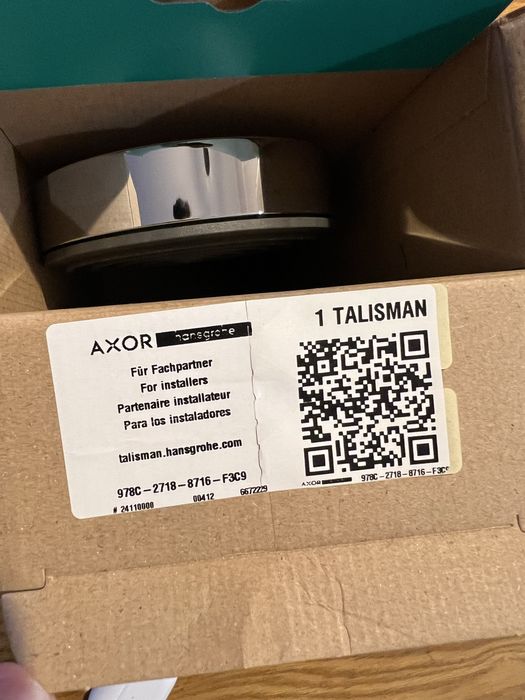 AXOR hansgrohe
Für Fachpartner
For installers
Partenaire installateur
Para los instaladores
talisman.hansgrohe.com
978C-2718-8716-F3C9
# 24110000 00412 6672229
1 TALISMAN
AXOR 978C-2718-8716-F3C9